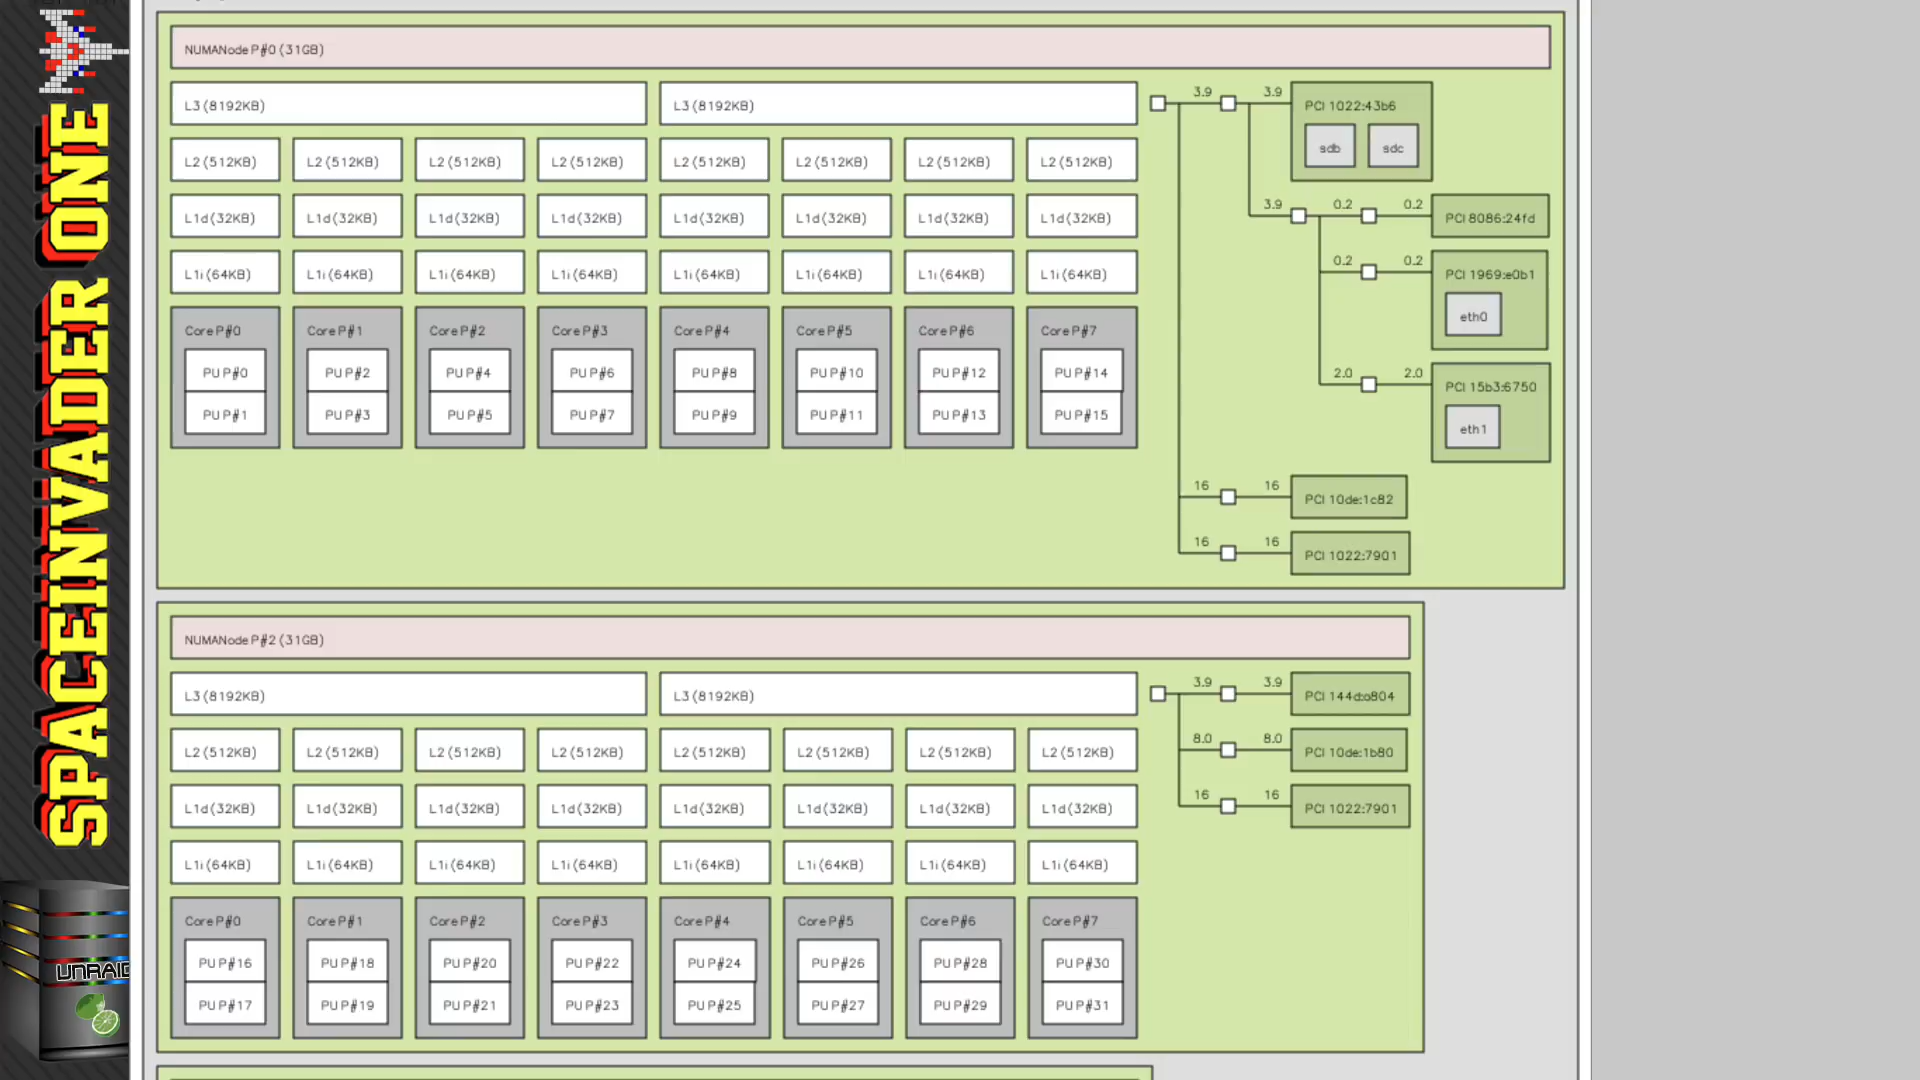 SPACEINVADER ONE
UNRAID
NUMANode P#0 (31GB)
L3 (8192KB) L3 (8192KB)
L2 (512KB) L2 (512KB) L2 (512KB) L2 (512KB) L2 (512KB) L2 (512KB) L2 (512KB) L2 (512KB)
L1d (32KB) L1d (32KB) L1d (32KB) L1d (32KB) L1d (32KB) L1d (32KB) L1d (32KB) L1d (32KB)
L1i (64KB) L1i (64KB) L1i (64KB) L1i (64KB) L1i (64KB) L1i (64KB) L1i (64KB) L1i (64KB)
Core P#0 Core P#1 Core P#2 Core P#3 Core P#4 Core P#5 Core P#6 Core P#7
PU P#0 PU P#2 PU P#4 PU P#6 PU P#8 PU P#10 PU P#12 PU P#14
PU P#1 PU P#3 PU P#5 PU P#7 PU P#9 PU P#11 PU P#13 PU P#15
3.9 3.9 PCI 1022:43b6
sdb sdc
3.9 0.2 0.2 PCI 8086:24fd
0.2 0.2 PCI 1969:e0b1
eth0
2.0 2.0 PCI 15b3:6750
eth1
16 16 PCI 10de:1c82
16 16 PCI 1022:7901
NUMANode P#2 (31GB)
L3 (8192KB) L3 (8192KB)
L2 (512KB) L2 (512KB) L2 (512KB) L2 (512KB) L2 (512KB) L2 (512KB) L2 (512KB) L2 (512KB)
L1d (32KB) L1d (32KB) L1d (32KB) L1d (32KB) L1d (32KB) L1d (32KB) L1d (32KB) L1d (32KB)
L1i (64KB) L1i (64KB) L1i (64KB) L1i (64KB) L1i (64KB) L1i (64KB) L1i (64KB) L1i (64KB)
Core P#0 Core P#1 Core P#2 Core P#3 Core P#4 Core P#5 Core P#6 Core P#7
PU P#16 PU P#18 PU P#20 PU P#22 PU P#24 PU P#26 PU P#28 PU P#30
PU P#17 PU P#19 PU P#21 PU P#23 PU P#25 PU P#27 PU P#29 PU P#31
3.9 3.9 PCI 144d:a804
8.0 8.0 PCI 10de:1b80
16 16 PCI 1022:7901